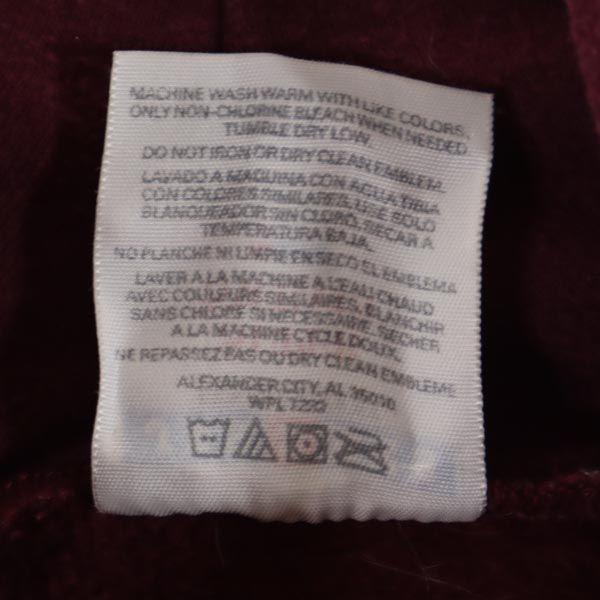 MACHINE WASH WARM WITH LIKE COLORS,
ONLY NON-CHLORINE BLEACH WHEN NEEDED
TUMBLE DRY LOW.
DO NOT IRON OR DRY CLEAN EMBLEM.
LAVADO A MAQUINA CON AGUA TIBIA
CON COLORES SIMILARES, USE SOLO
BLANQUEADOR SIN CLORO, SECAR A
TEMPERATURA BAJA.
NO PLANCHE NI LIMPIE EN SECO EL EMBLEMA
LAVER A LA MACHINE A L'EAU CHAUD
AVEC COULEURS SIMILAIRES, BLANCHIR
SANS CHLORE SI NECESSAIRE, SECHER
A LA MACHINE CYCLE DOUX.
NE REPASSEZ PAS OU DRY CLEAN EMBLEME
ALEXANDER CITY, AL 35010
WPL 7290